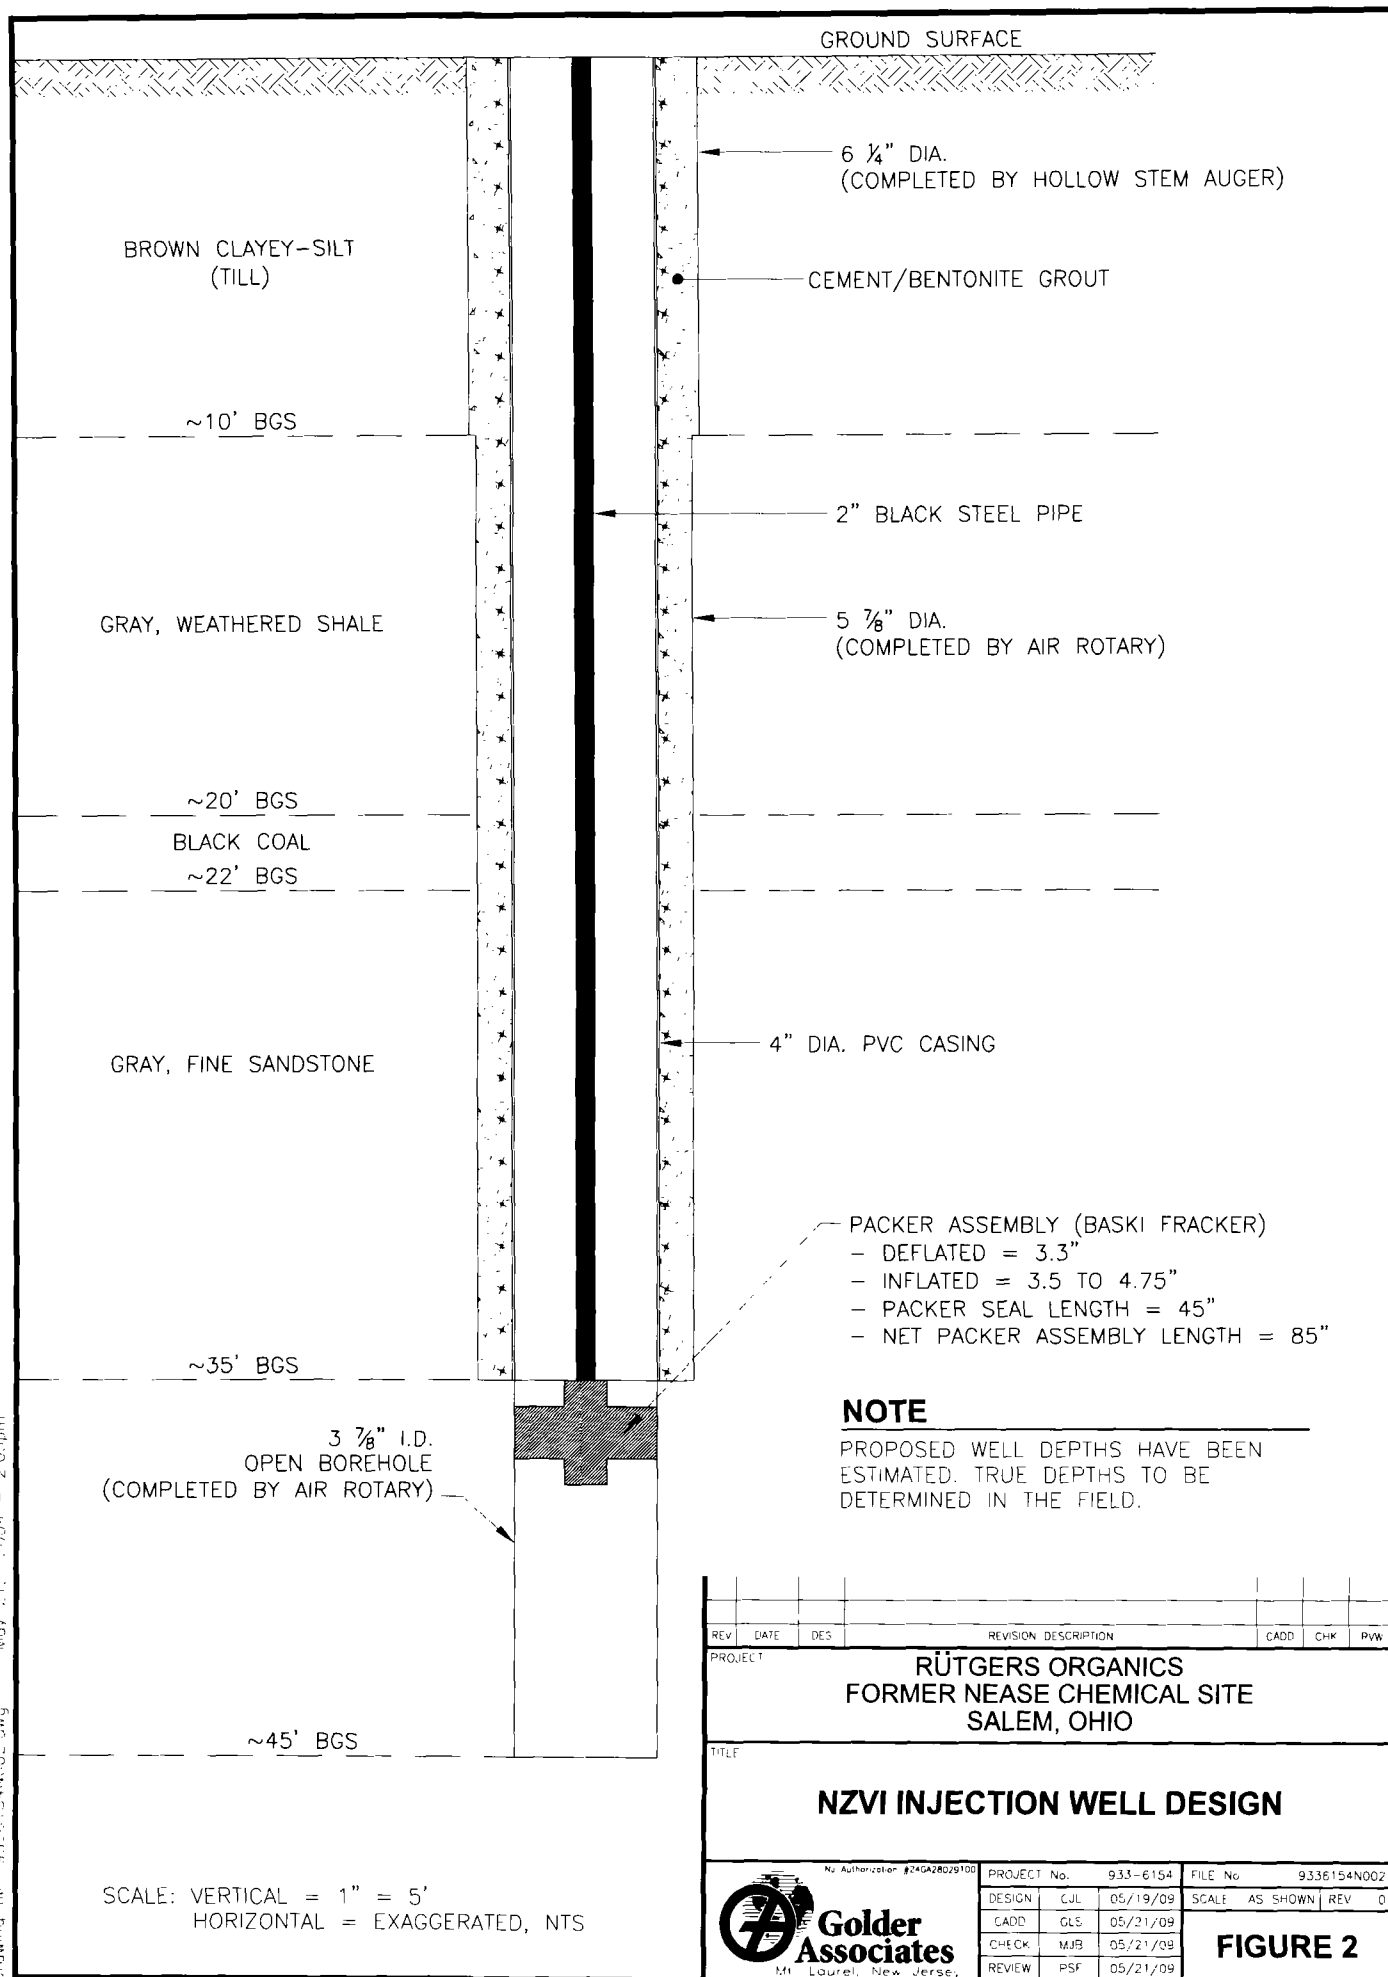 GROUND SURFACE
6 ¼" DIA.
(COMPLETED BY HOLLOW STEM AUGER)
BROWN CLAYEY-SILT
(TILL)
CEMENT/BENTONITE GROUT
~10' BGS
2" BLACK STEEL PIPE
GRAY, WEATHERED SHALE
5 ⅞" DIA.
(COMPLETED BY AIR ROTARY)
~20' BGS
BLACK COAL
~22' BGS
4" DIA. PVC CASING
GRAY, FINE SANDSTONE
PACKER ASSEMBLY (BASKI FRACKER)
- DEFLATED = 3.3"
- INFLATED = 3.5 TO 4.75"
- PACKER SEAL LENGTH = 45"
- NET PACKER ASSEMBLY LENGTH = 85"
~35' BGS
3 ⅞" I.D.
OPEN BOREHOLE
(COMPLETED BY AIR ROTARY)
NOTE
PROPOSED WELL DEPTHS HAVE BEEN
ESTIMATED. TRUE DEPTHS TO BE
DETERMINED IN THE FIELD.
~45' BGS
SCALE: VERTICAL = 1" = 5'
HORIZONTAL = EXAGGERATED, NTS
REV DATE DES REVISION DESCRIPTION CADD CHK RVW
PROJECT
RÜTGERS ORGANICS
FORMER NEASE CHEMICAL SITE
SALEM, OHIO
TITLE
NZVI INJECTION WELL DESIGN
NJ Authorization #24GA28029100
Golder
Associates
Mt. Laurel, New Jersey
PROJECT No. 933-6154 FILE No 9336154N002
DESIGN CJL 05/19/09 SCALE AS SHOWN REV 0
CADD GLS 05/21/09
CHECK MJB 05/21/09
REVIEW PSF 05/21/09
FIGURE 2